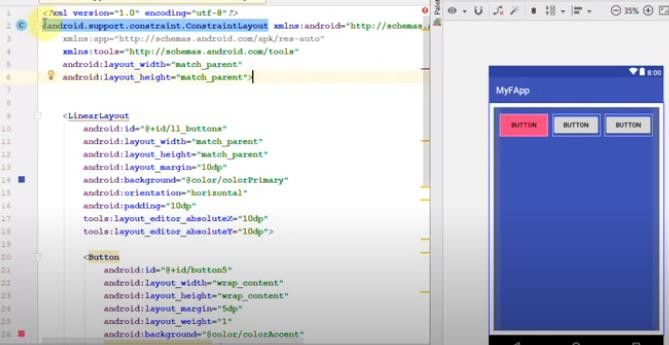 1 <?xml version="1.0" encoding="utf-8"?>
2 <android.support.constraint.ConstraintLayout xmlns:android="http://schemas.
3 xmlns:app="http://schemas.android.com/apk/res-auto"
4 xmlns:tools="http://schemas.android.com/tools"
5 android:layout_width="match_parent"
6 android:layout_height="match_parent">
7
8
9 <LinearLayout
10 android:id="@+id/ll_buttons"
11 android:layout_width="match_parent"
12 android:layout_height="match_parent"
13 android:layout_margin="10dp"
14 android:background="@color/colorPrimary"
15 android:orientation="horizontal"
16 android:padding="10dp"
17 tools:layout_editor_absoluteX="10dp"
18 tools:layout_editor_absoluteY="10dp">
19
20 <Button
21 android:id="@+id/button5"
22 android:layout_width="wrap_content"
23 android:layout_height="wrap_content"
24 android:layout_margin="5dp"
25 android:layout_weight="1"
26 android:background="@color/colorAccent"
C
Pale
8
35%
8:00
MyFApp
BUTTON BUTTON BUTTON